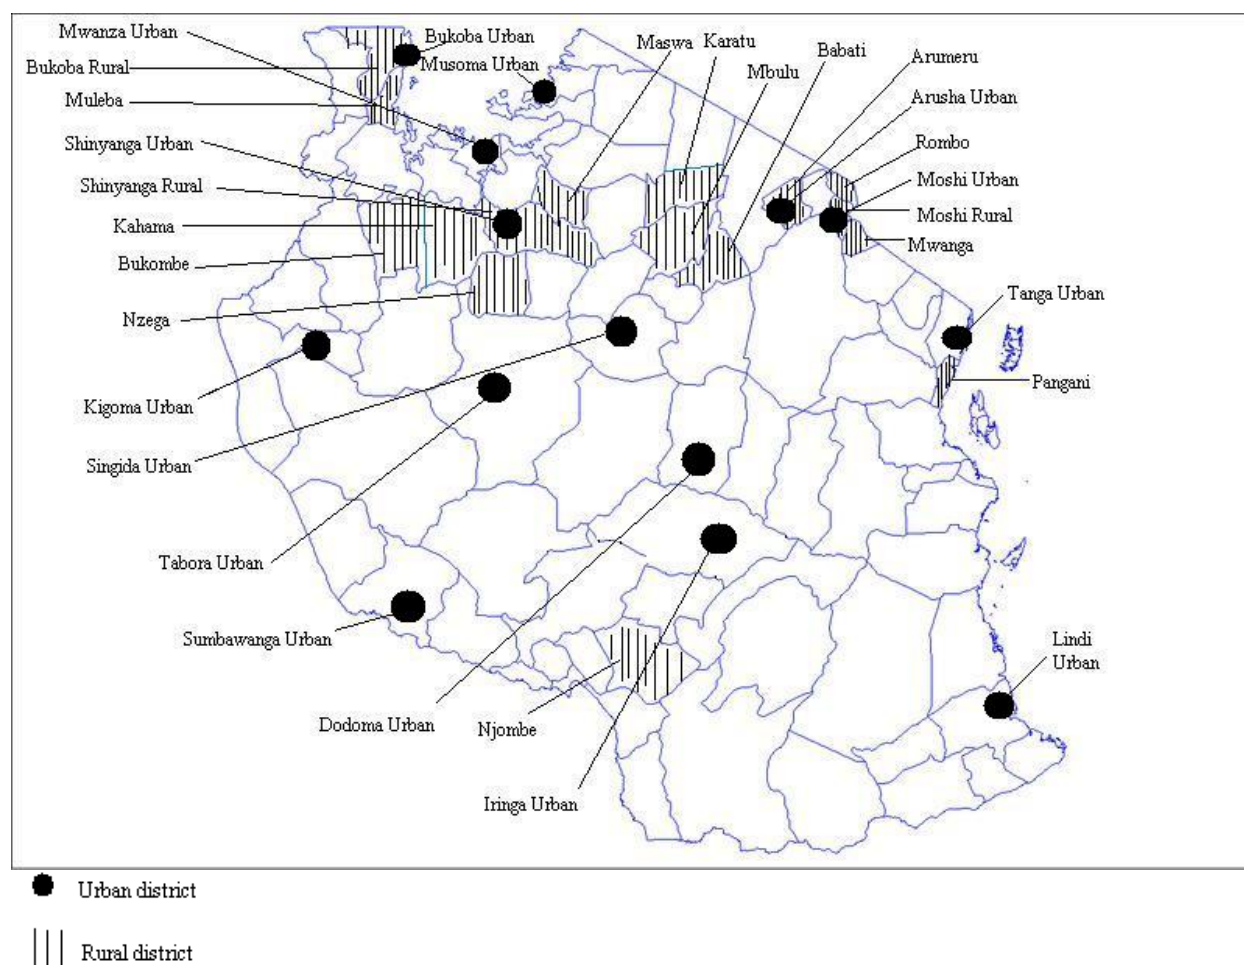 Mwanza Urban
Bukoba Urban
Maswa
Karatu
Babati
Bukoba Rural
Musoma Urban
Mbulu
Arumeru
Muleba
Arusha Urban
Shinyanga Urban
Rombo
Shinyanga Rural
Moshi Urban
Kahama
Moshi Rural
Bukombe
Mwanga
Nzega
Tanga Urban
Kigoma Urban
Pangani
Singida Urban
Tabora Urban
Sumbawanga Urban
Lindi
Urban
Dodoma Urban
Njombe
Iringa Urban
Urban district
Rural district